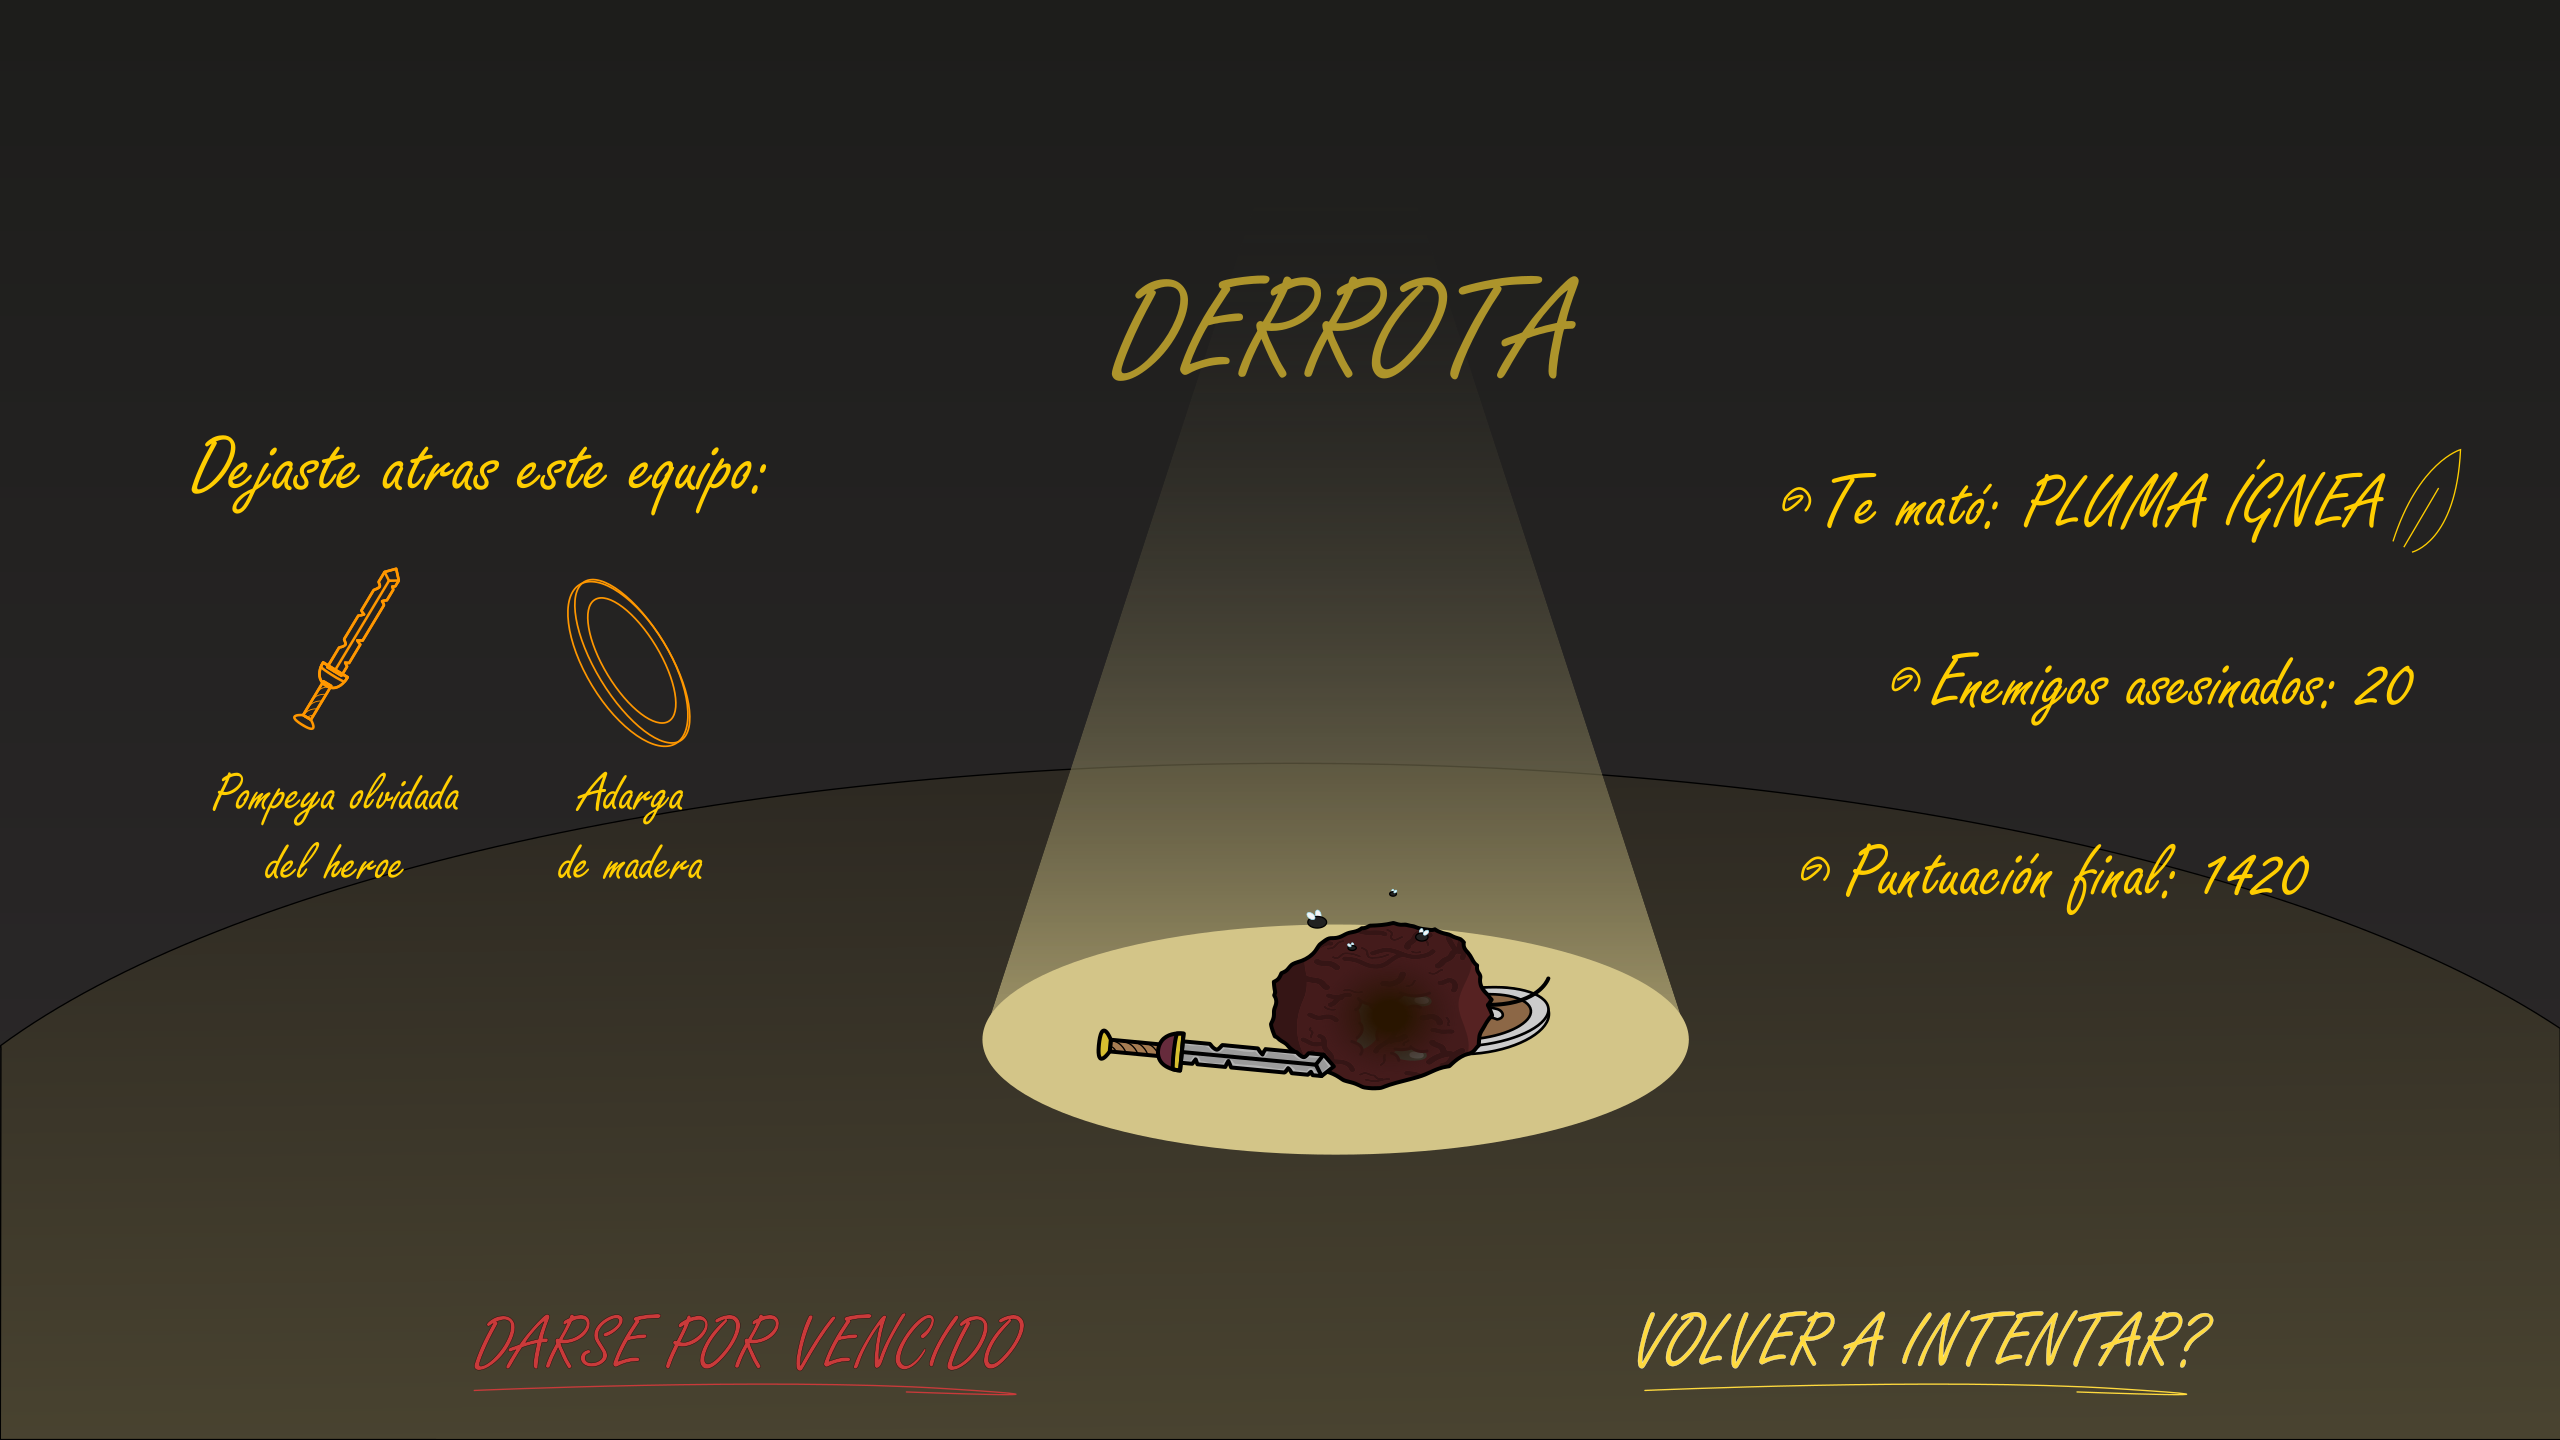 DERROTA
Dejaste atras este equipo:
Pompeya olvidada
del heroe
Adarga
de madera
Te mató: PLUMA ÍGNEA
Enemigos asesinados: 20
Puntuación final: 1420
DARSE POR VENCIDO
VOLVER A INTENTAR?